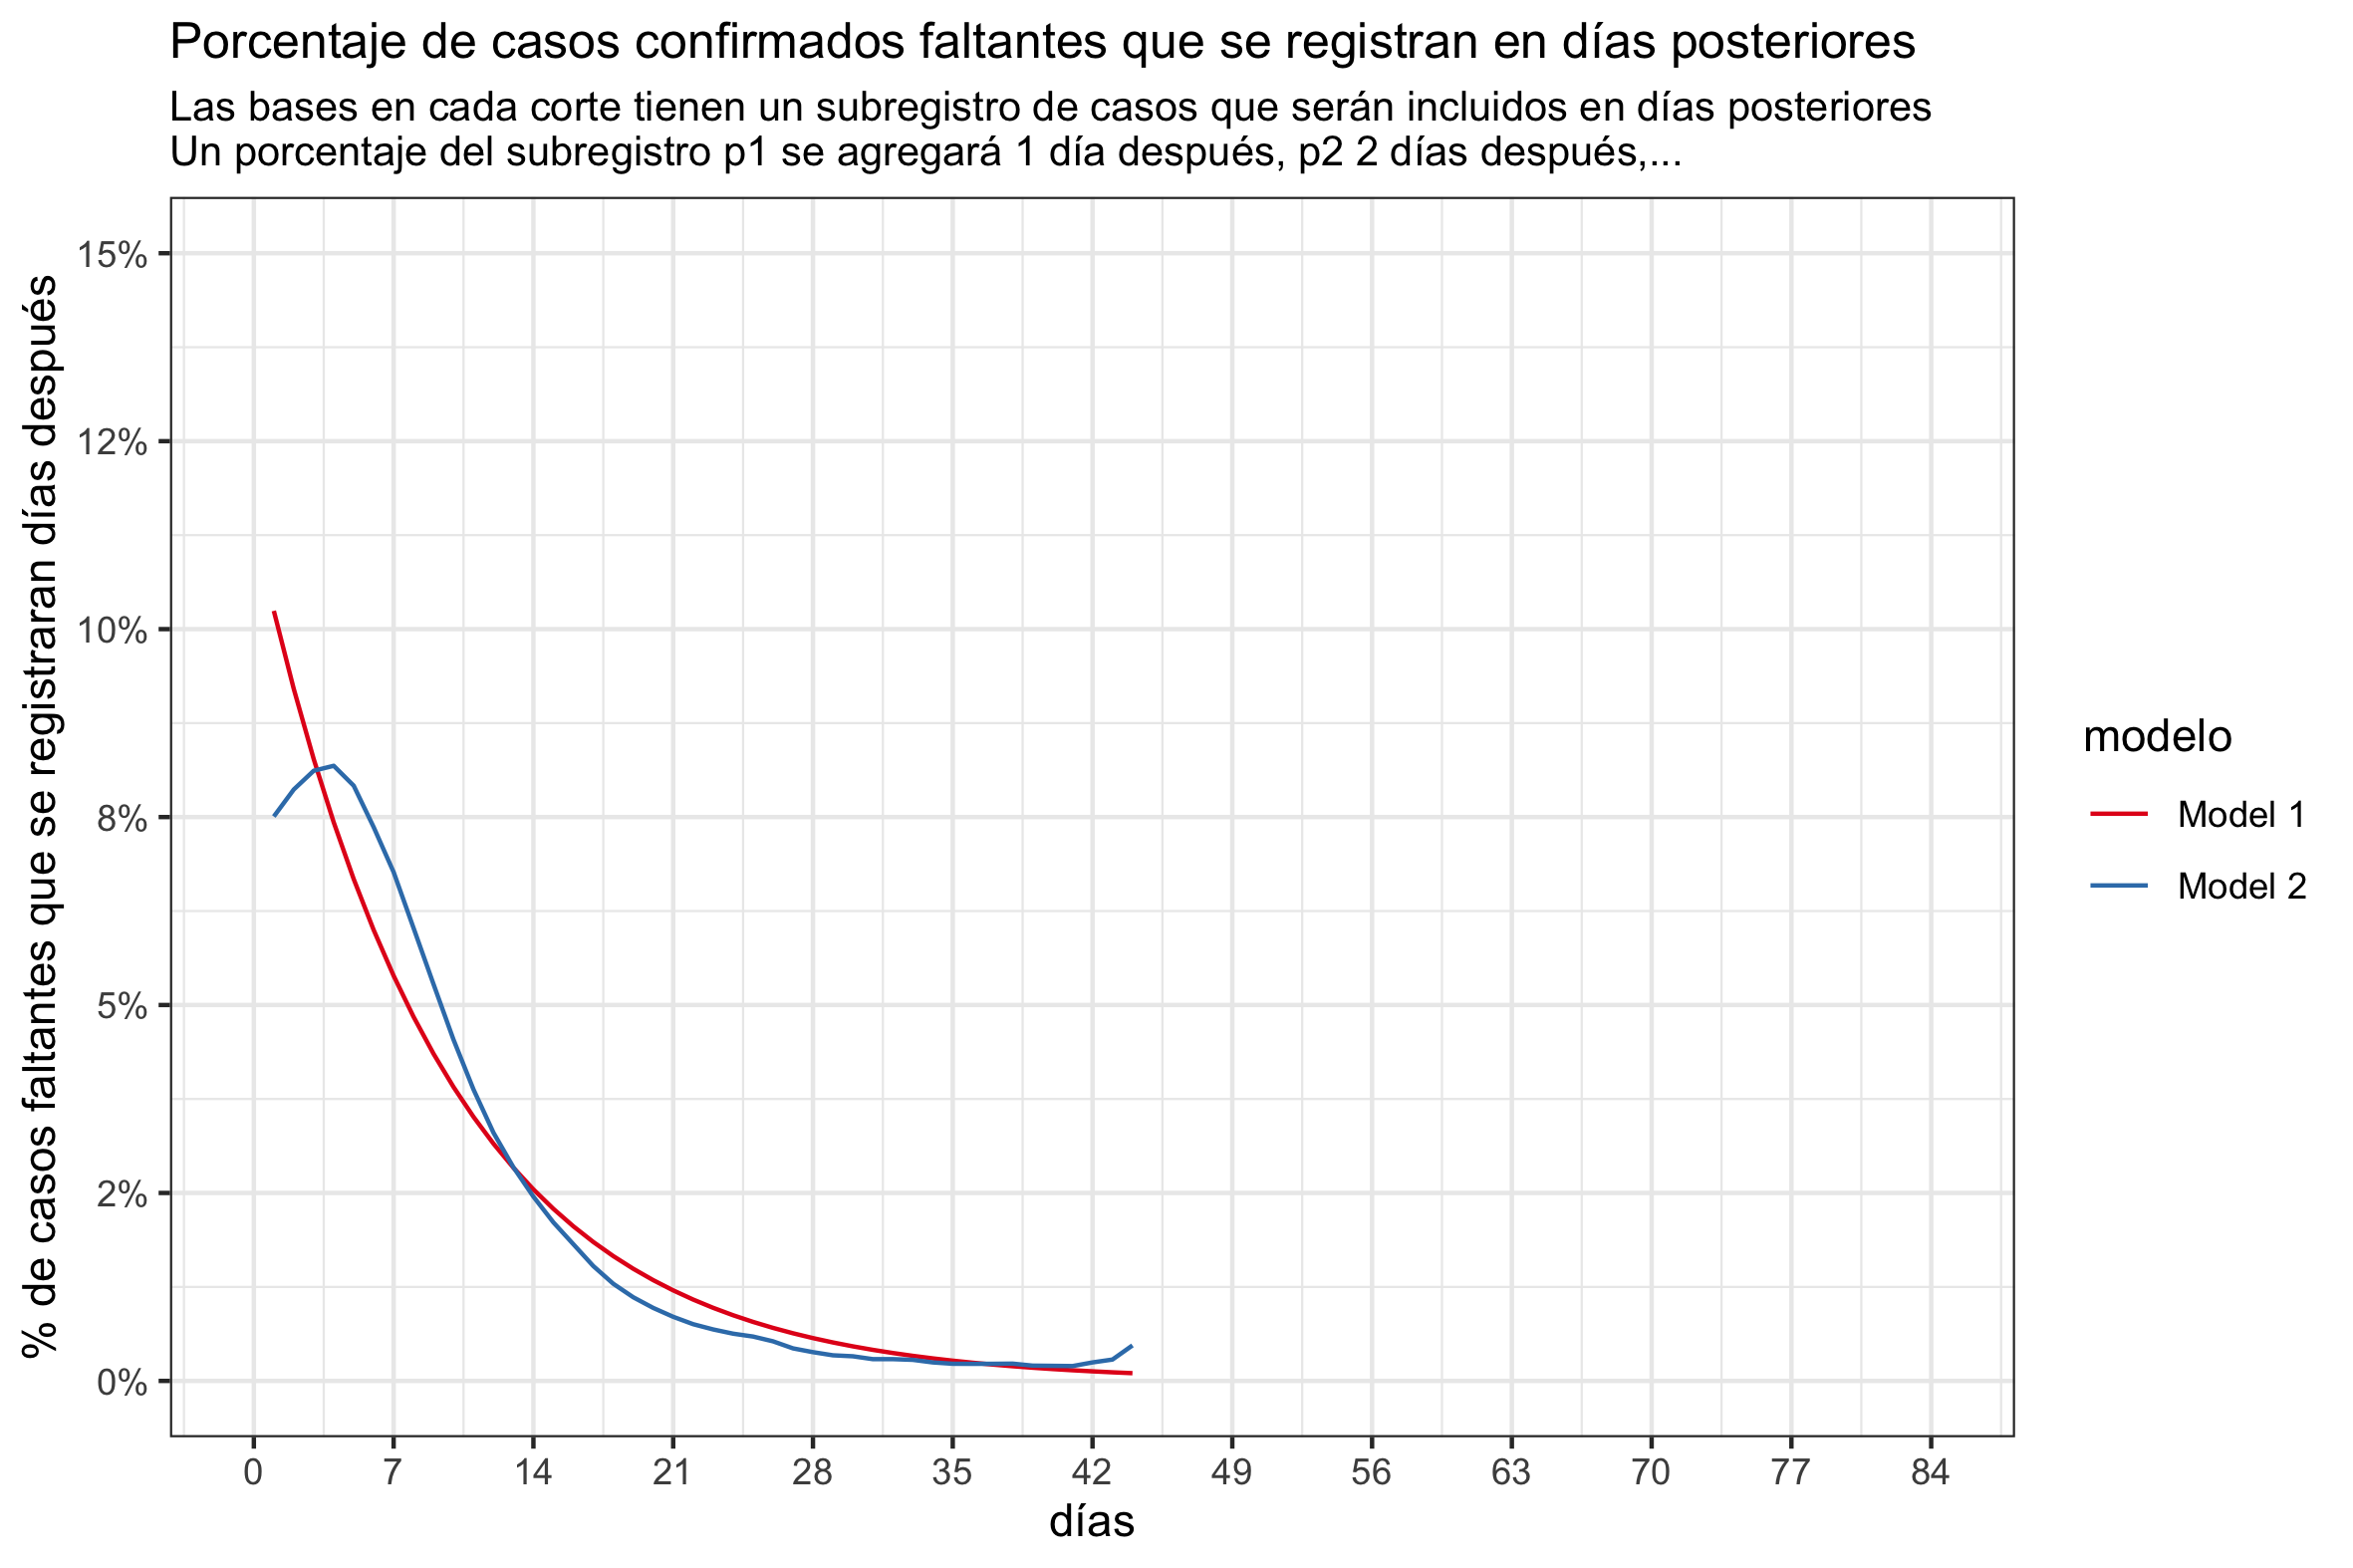 Porcentaje de casos confirmados faltantes que se registran en días posteriores
Las bases en cada corte tienen un subregistro de casos que serán incluidos en días posteriores
Un porcentaje del subregistro p1 se agregará 1 día después, p2 2 días después,...
% de casos faltantes que se registraran días después
15%
12%
10%
8%
5%
2%
0%
0 7 14 21 28 35 42 49 56 63 70 77 84
días
modelo
Model 1
Model 2